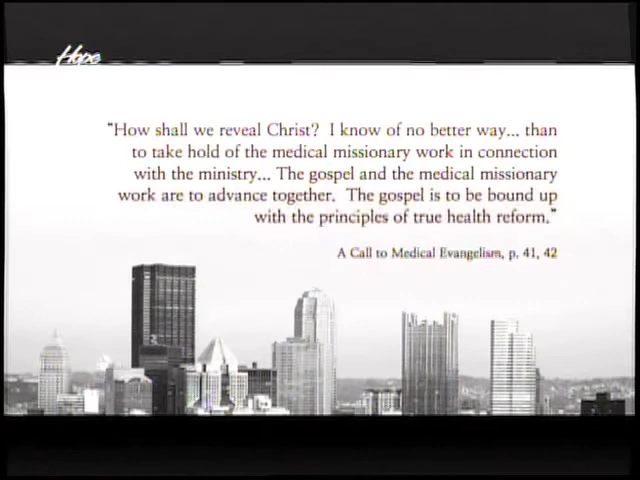 Hope
"How shall we reveal Christ? I know of no better way... than
to take hold of the medical missionary work in connection
with the ministry... The gospel and the medical missionary
work are to advance together. The gospel is to be bound up
with the principles of true health reform."
A Call to Medical Evangelism, p. 41, 42